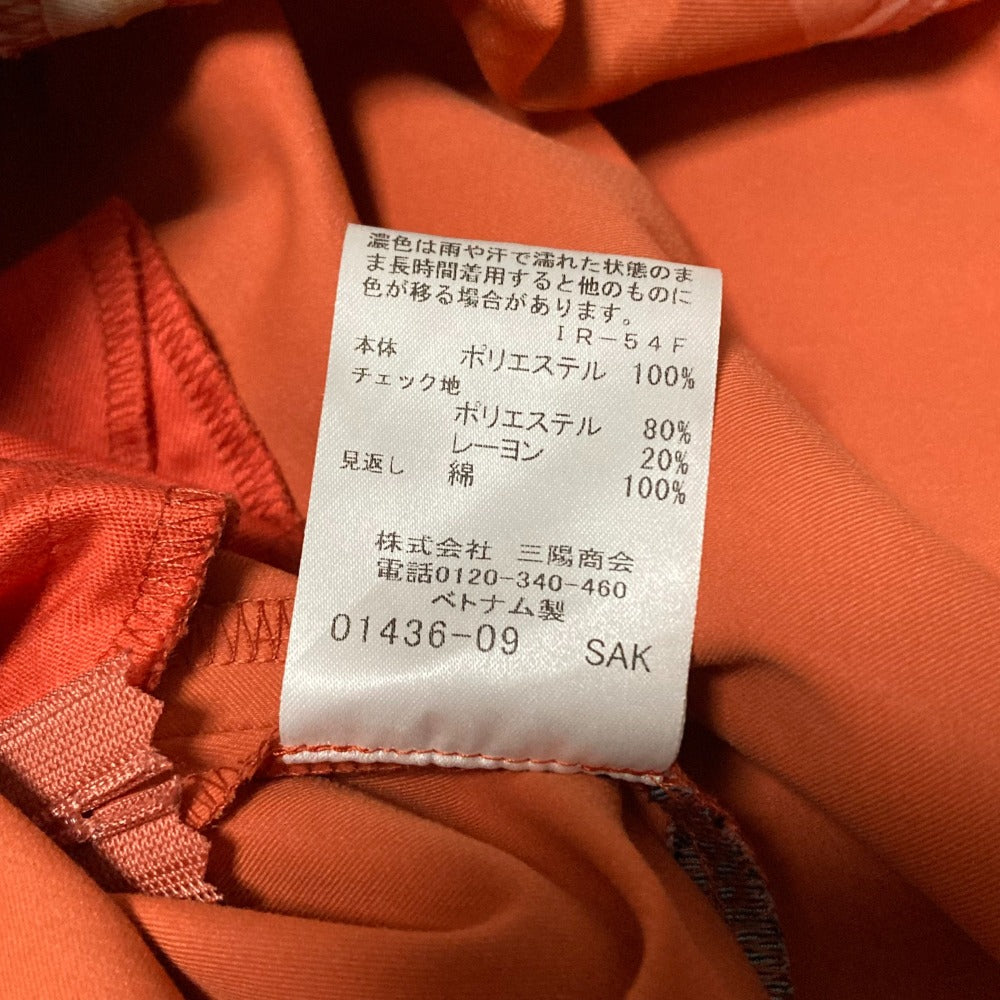 濃色は雨や汗で濡れた状態のま
ま長時間着用すると他のものに
色が移る場合があります。
ＩＲ－５４Ｆ
本体 ポリエステル 100%
チェック地
ポリエステル 80%
レーヨン 20%
見返し 綿 100%
株式会社 三陽商会
電話0120-340-460
ベトナム製
01436-09 SAK